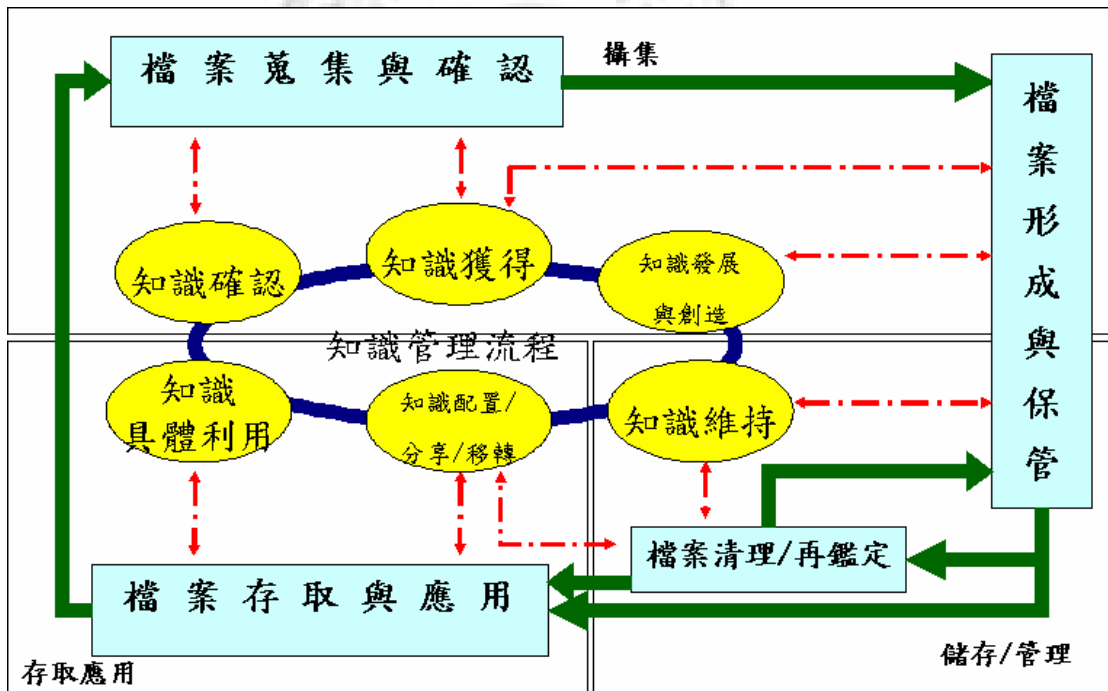 檔案蒐集與確認
攝集
檔案形成與保管
知識確認
知識獲得
知識發展
與創造
知識管理流程
知識
具體利用
知識配置/
分享/移轉
知識維持
檔案清理/再鑑定
檔案存取與應用
存取應用
儲存/管理